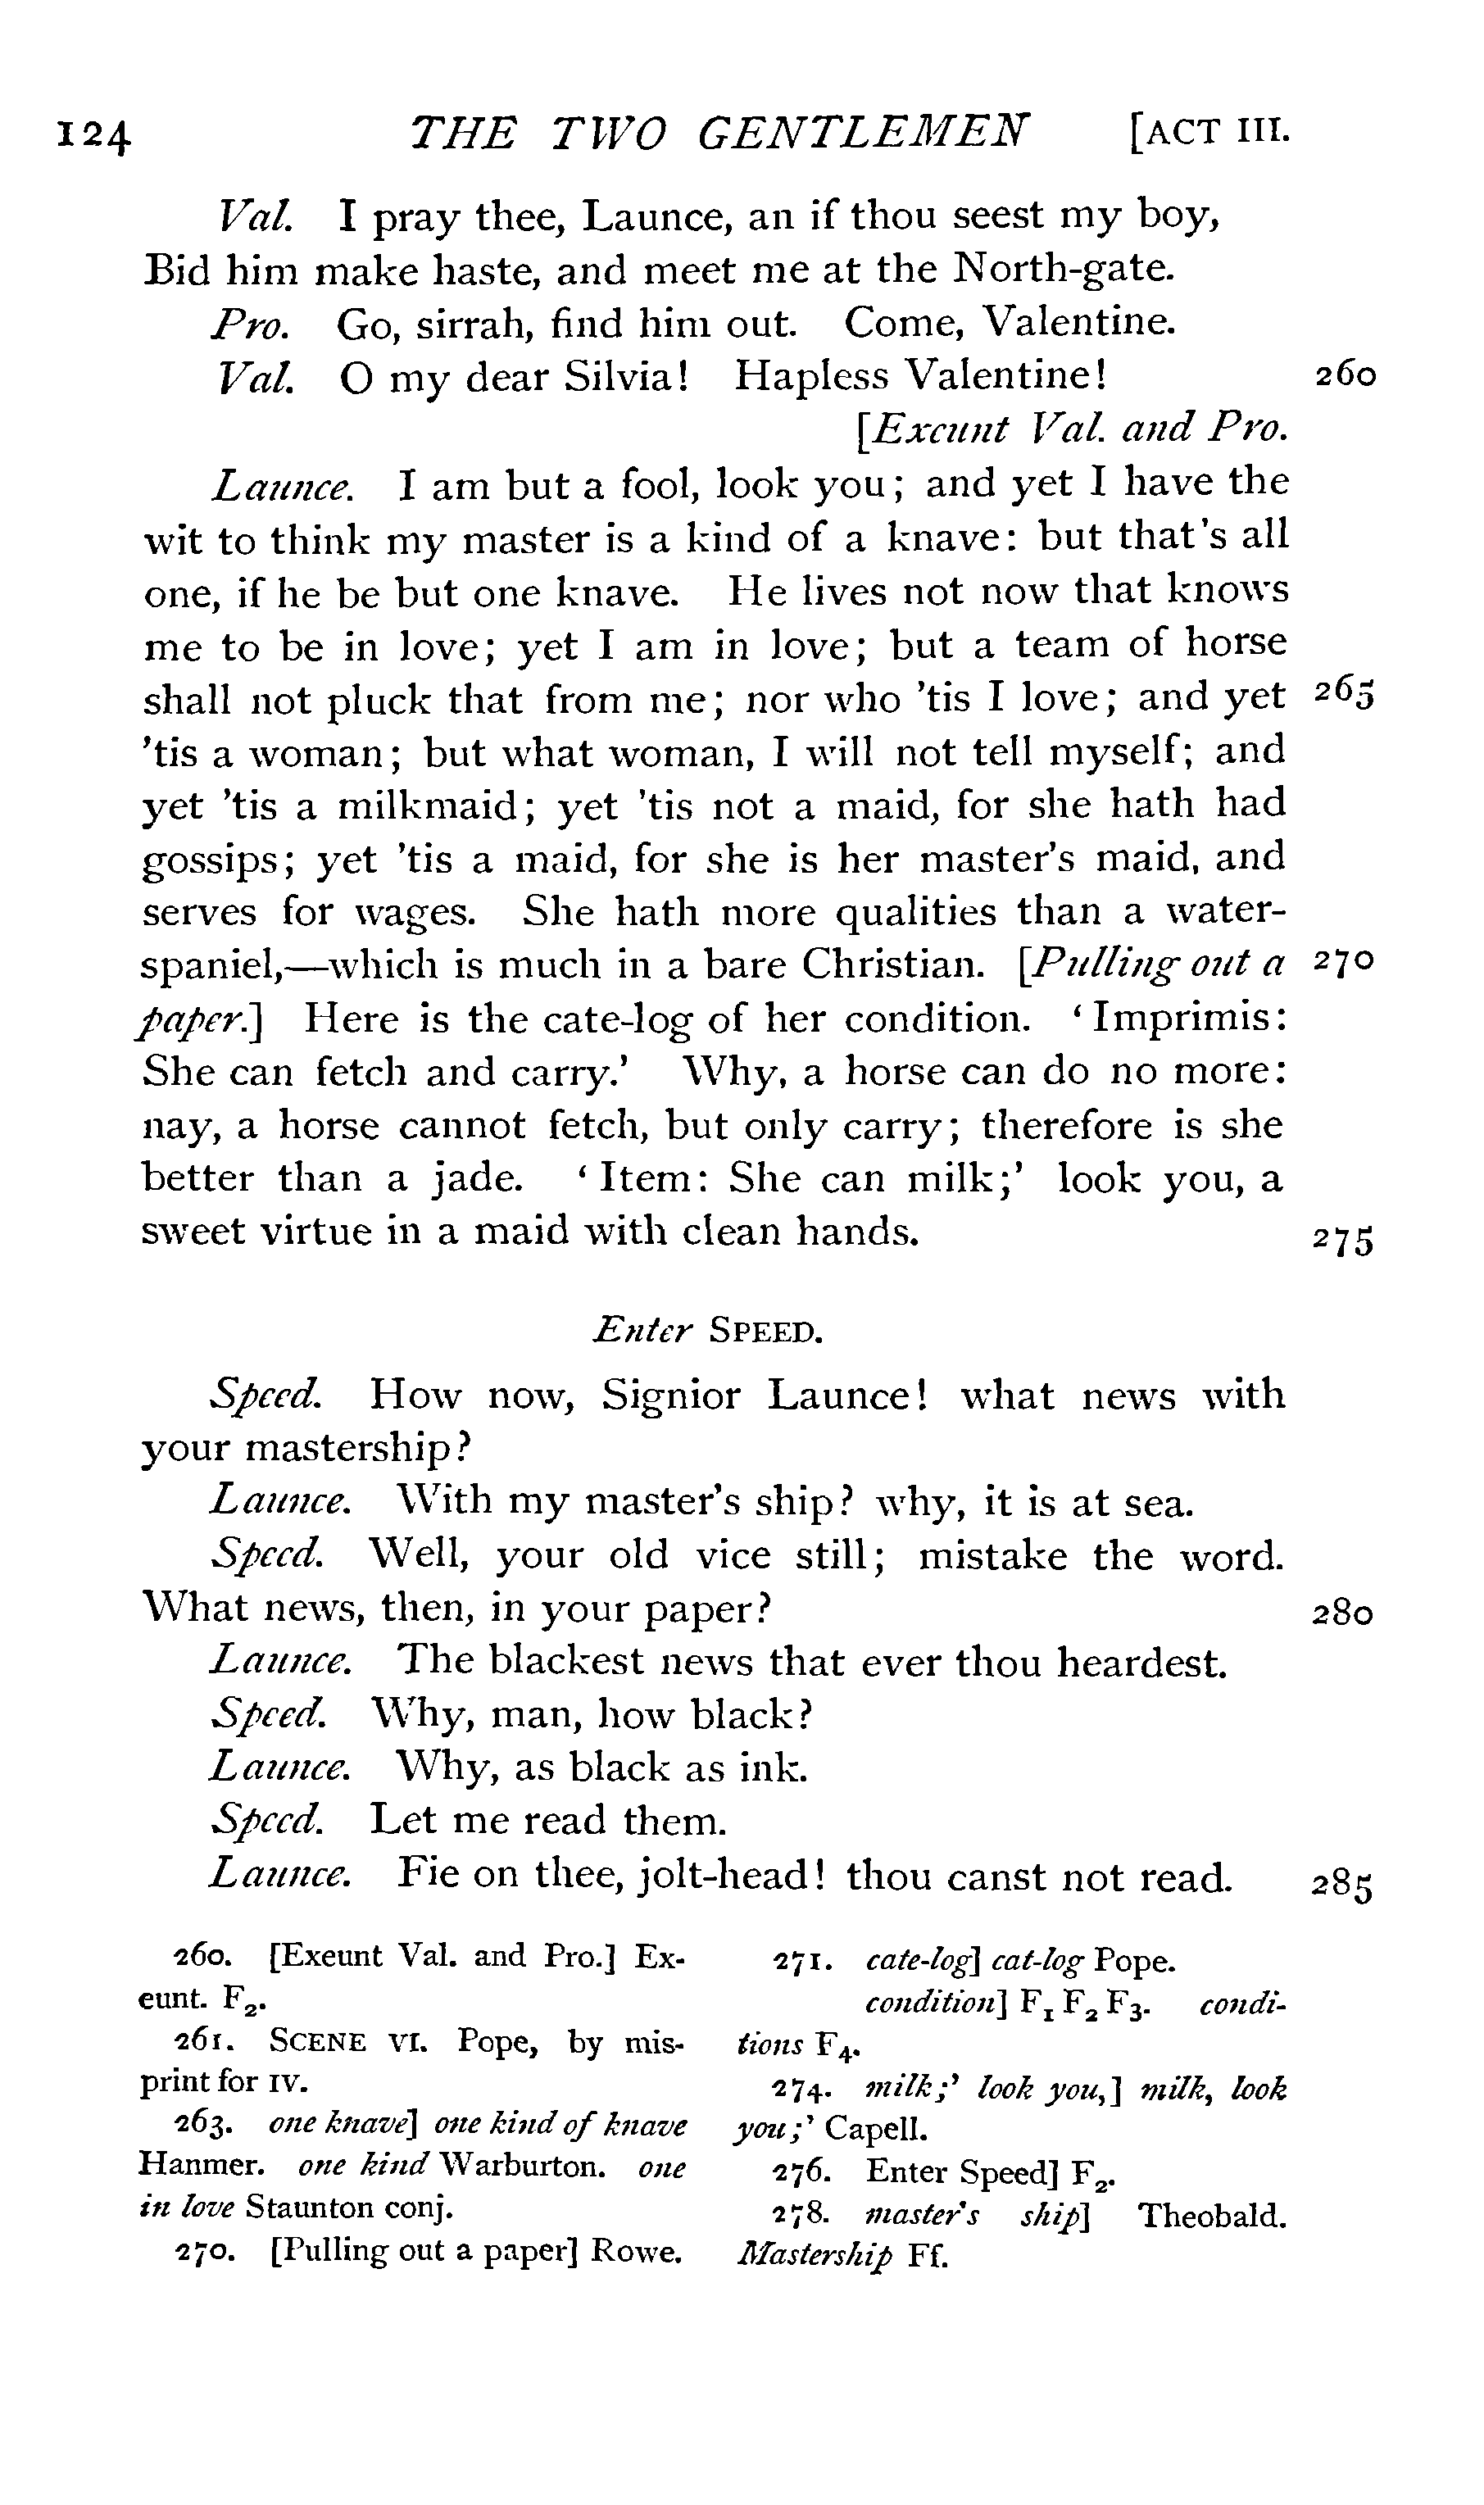 124 THE TWO GENTLEMEN [ACT III.
Val. I pray thee, Launce, an if thou seest my boy,
Bid him make haste, and meet me at the North-gate.
Pro. Go, sirrah, find him out. Come, Valentine.
Val. O my dear Silvia! Hapless Valentine! 260
[Exeunt Val. and Pro.
Launce. I am but a fool, look you; and yet I have the
wit to think my master is a kind of a knave: but that's all
one, if he be but one knave. He lives not now that knows
me to be in love; yet I am in love; but a team of horse
shall not pluck that from me; nor who 'tis I love; and yet 265
'tis a woman; but what woman, I will not tell myself; and
yet 'tis a milkmaid; yet 'tis not a maid, for she hath had
gossips; yet 'tis a maid, for she is her master's maid, and
serves for wages. She hath more qualities than a water-
spaniel,—which is much in a bare Christian. [Pulling out a 270
paper.] Here is the cate-log of her condition. ‘Imprimis:
She can fetch and carry.’ Why, a horse can do no more:
nay, a horse cannot fetch, but only carry; therefore is she
better than a jade. ‘Item: She can milk;’ look you, a
sweet virtue in a maid with clean hands. 275
Enter SPEED.
Speed. How now, Signior Launce! what news with
your mastership?
Launce. With my master's ship? why, it is at sea.
Speed. Well, your old vice still; mistake the word.
What news, then, in your paper? 280
Launce. The blackest news that ever thou heardest.
Speed. Why, man, how black?
Launce. Why, as black as ink.
Speed. Let me read them.
Launce. Fie on thee, jolt-head! thou canst not read. 285
260. [Exeunt Val. and Pro.] Ex-
eunt. F2.
261. SCENE VI. Pope, by mis-
print for IV.
263. one knave] one kind of knave
Hanmer. one kind Warburton. one
in love Staunton conj.
270. [Pulling out a paper] Rowe.
271. cate-log] cat-log Pope.
condition] F1 F2 F3. condi-
tions F4.
274. milk;’ look you,] milk, look
you;’ Capell.
276. Enter Speed] F2.
278. master's ship] Theobald.
Mastership Ff.